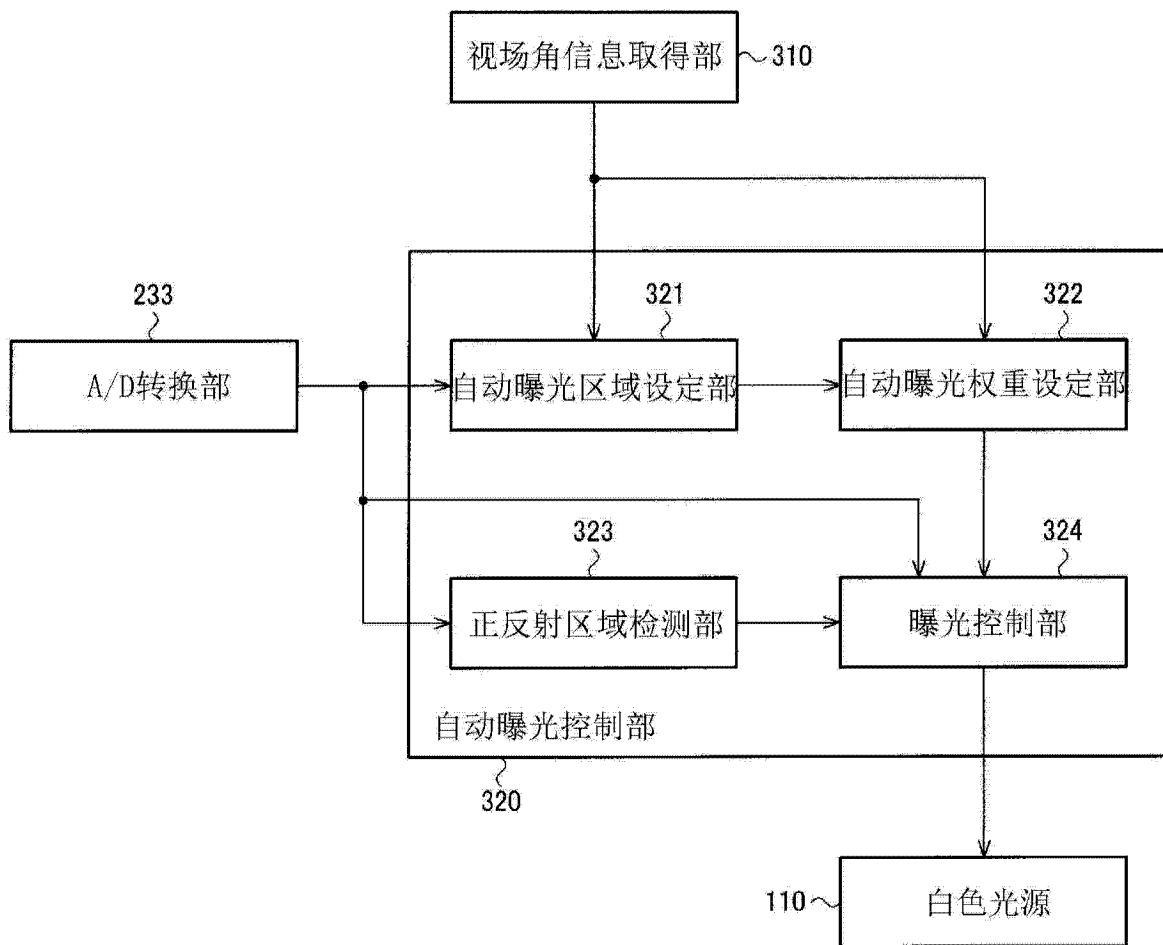 视场角信息取得部
310
233
321
322
A/D转换部
自动曝光区域设定部
自动曝光权重设定部
323
324
正反射区域检测部
曝光控制部
自动曝光控制部
320
110
白色光源